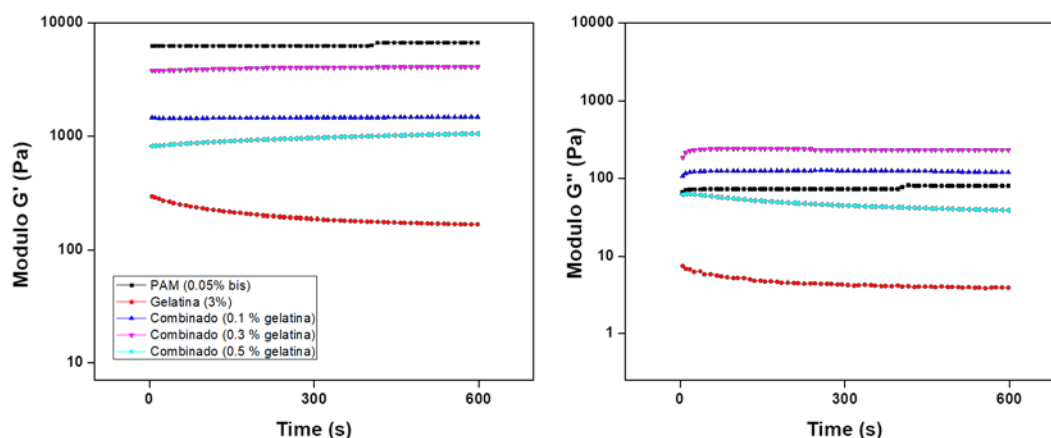 10000
1000
100
10
Modulo G' (Pa)
PAM (0.05% bis)
Gelatina (3%)
Combinado (0.1 % gelatina)
Combinado (0.3 % gelatina)
Combinado (0.5 % gelatina)
0 300 600
Time (s)
10000
1000
100
10
1
Modulo G" (Pa)
0 300 600
Time (s)